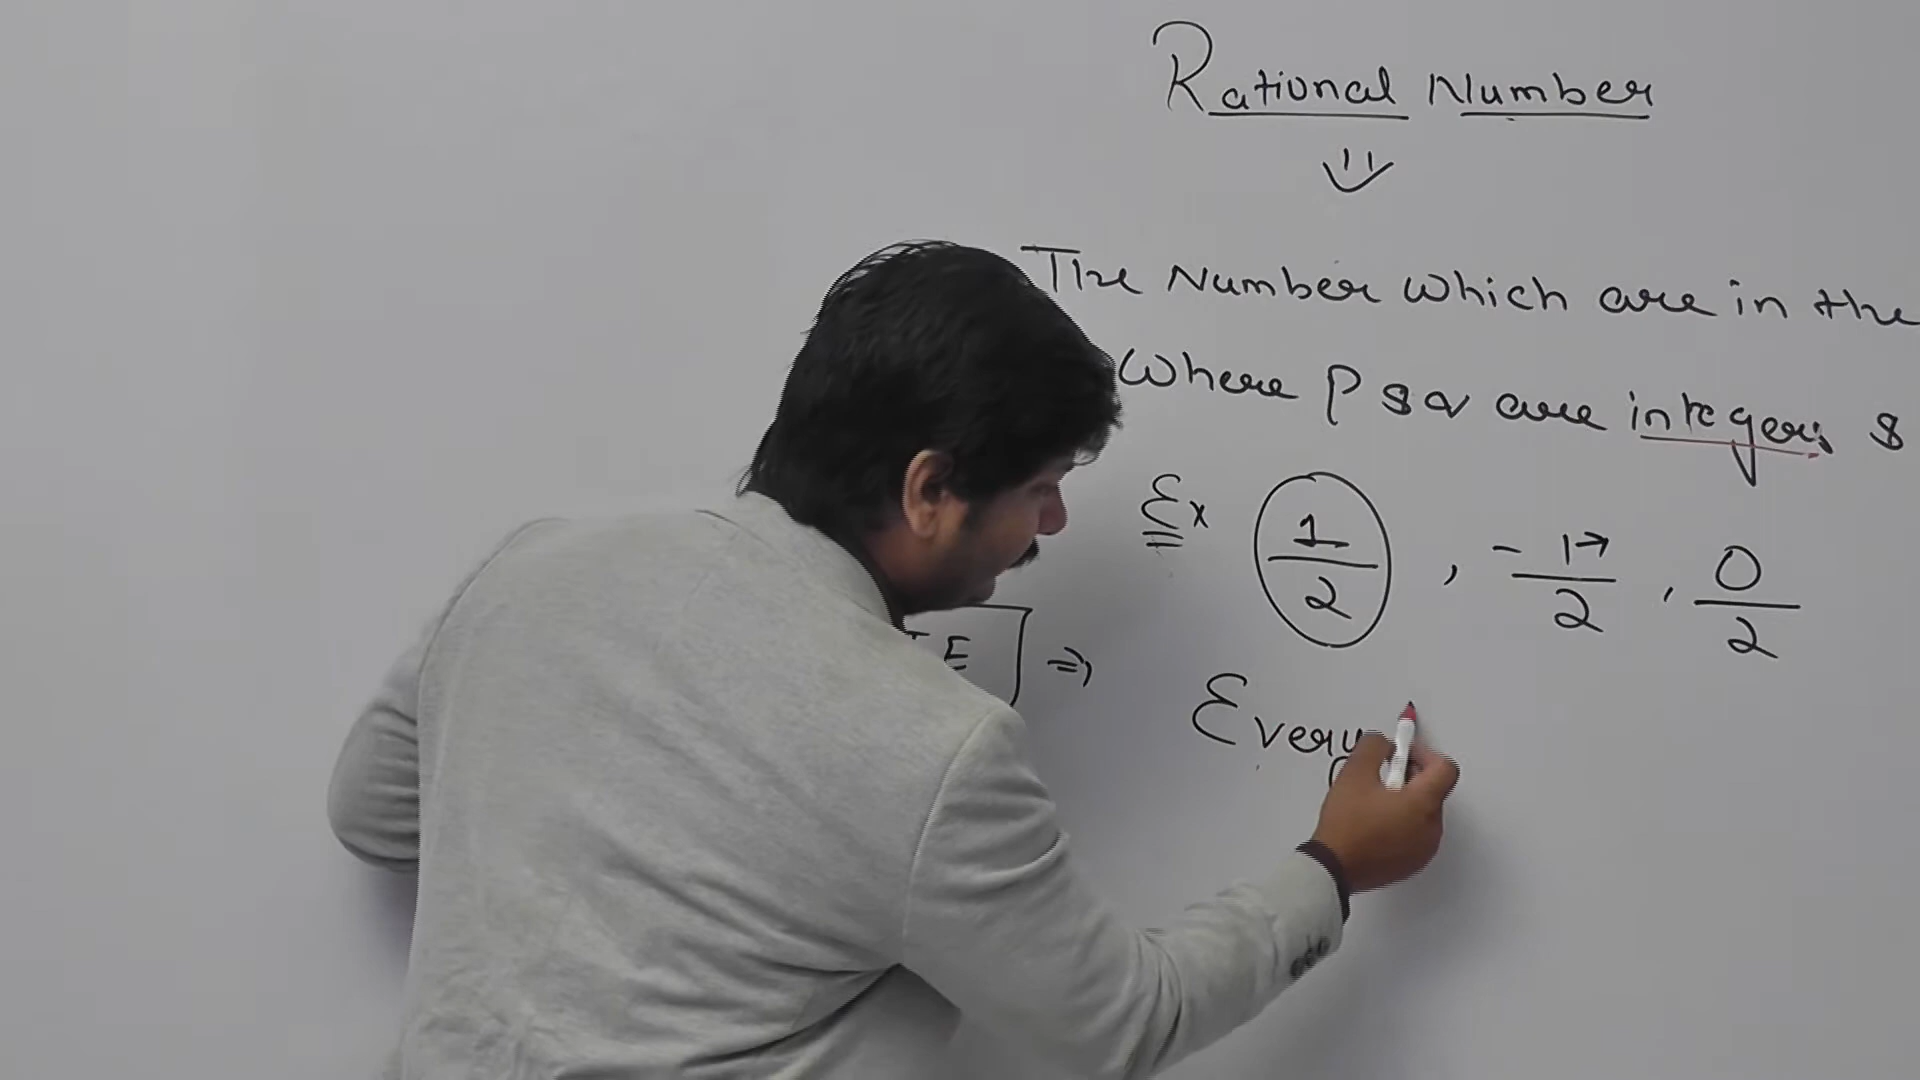 Rational Number
The Number which are in the
Where P & q are integers &
Ex 1/2 , -17/2 , 0/2
TE ⇒ Every